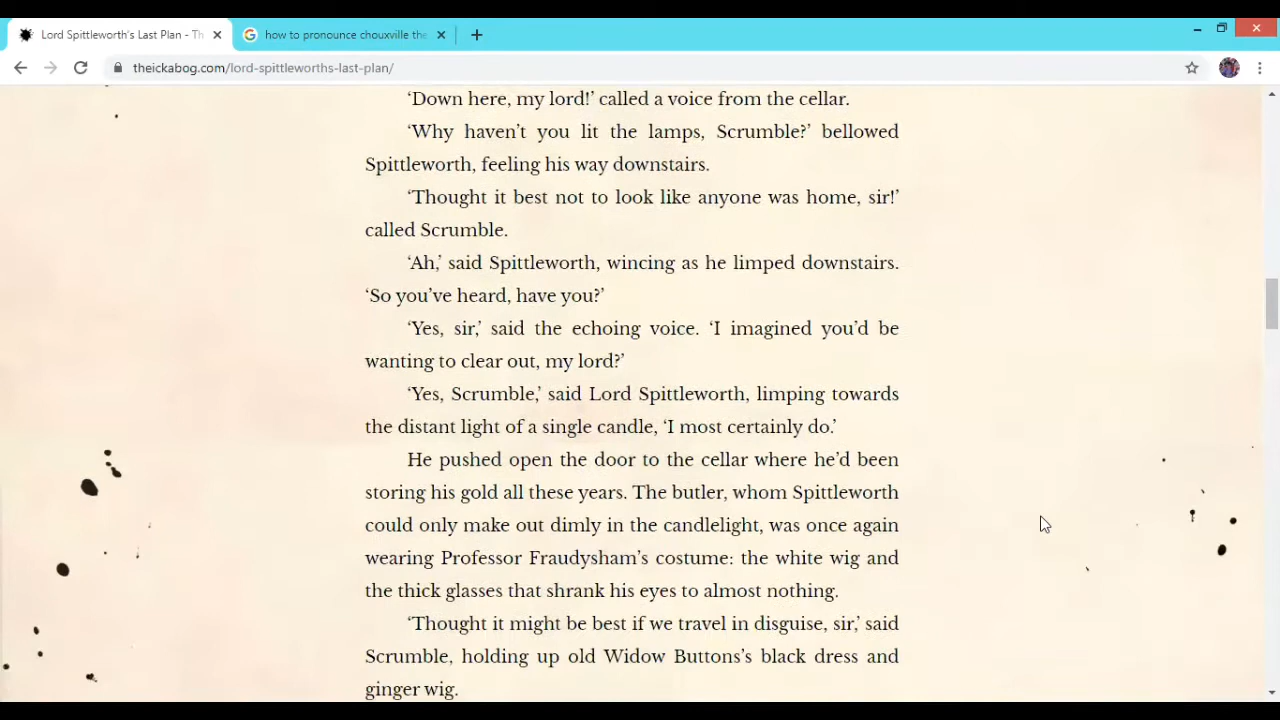 Lord Spittleworth's Last Plan - Th
how to pronounce chouxville the
theickabog.com/lord-spittleworths-last-plan/
‘Down here, my lord!’ called a voice from the cellar.
‘Why haven’t you lit the lamps, Scrumble?’ bellowed
Spittleworth, feeling his way downstairs.
‘Thought it best not to look like anyone was home, sir!’
called Scrumble.
‘Ah,’ said Spittleworth, wincing as he limped downstairs.
‘So you’ve heard, have you?’
‘Yes, sir,’ said the echoing voice. ‘I imagined you’d be
wanting to clear out, my lord?’
‘Yes, Scrumble,’ said Lord Spittleworth, limping towards
the distant light of a single candle, ‘I most certainly do.’
He pushed open the door to the cellar where he’d been
storing his gold all these years. The butler, whom Spittleworth
could only make out dimly in the candlelight, was once again
wearing Professor Fraudysham’s costume: the white wig and
the thick glasses that shrank his eyes to almost nothing.
‘Thought it might be best if we travel in disguise, sir,’ said
Scrumble, holding up old Widow Buttons’s black dress and
ginger wig.